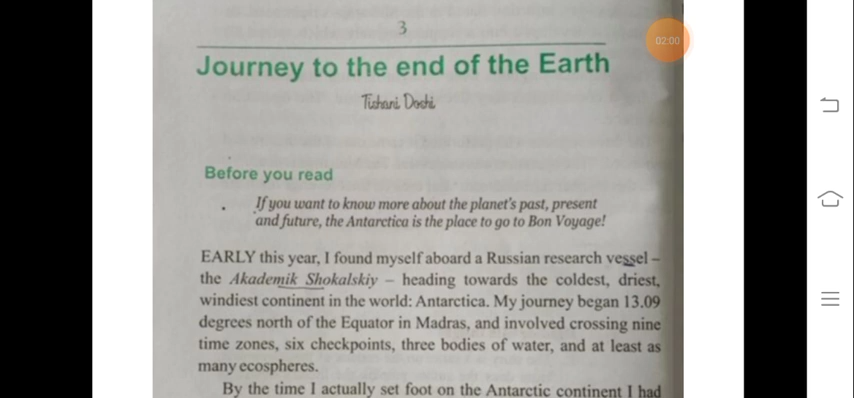 3
02:00
Journey to the end of the Earth
Tishani Doshi
Before you read
. If you want to know more about the planet's past, present
and future, the Antarctica is the place to go to Bon Voyage!
EARLY this year, I found myself aboard a Russian research vessel –
the Akademik Shokalskiy – heading towards the coldest, driest,
windiest continent in the world: Antarctica. My journey began 13.09
degrees north of the Equator in Madras, and involved crossing nine
time zones, six checkpoints, three bodies of water, and at least as
many ecospheres.
By the time I actually set foot on the Antarctic continent I had